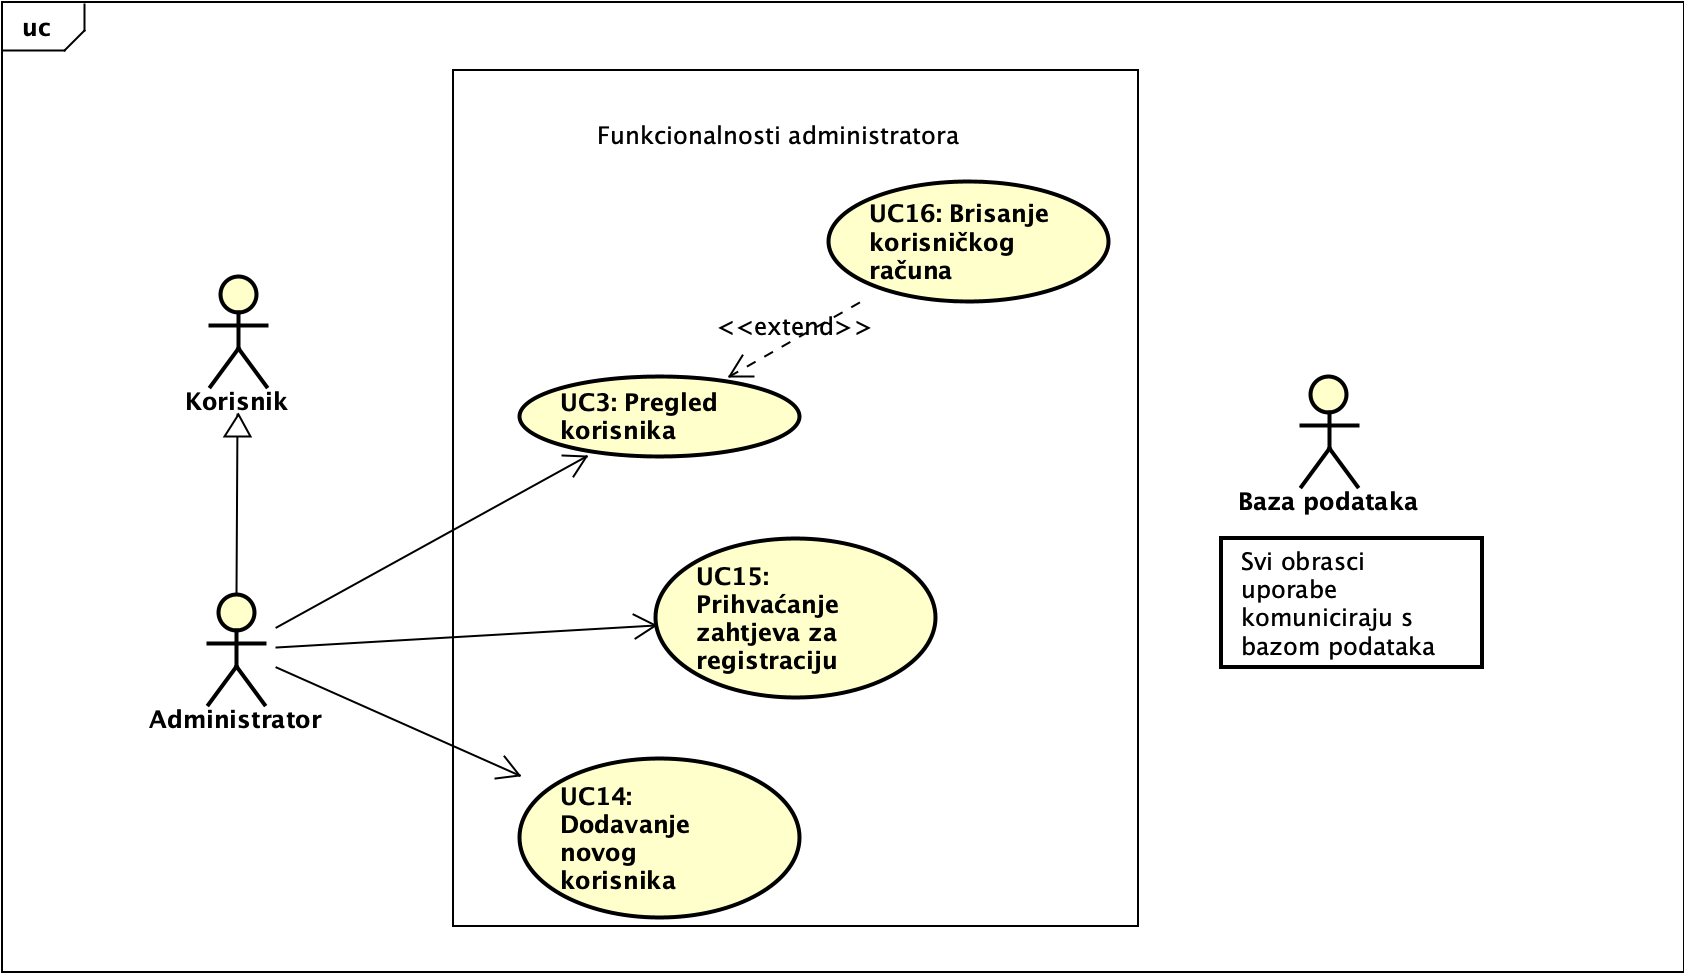 uc
Funkcionalnosti administratora
UC16: Brisanje
korisničkog
računa
<<extend>>
Korisnik
UC3: Pregled
korisnika
Baza podataka
Svi obrasci
uporabe
komuniciraju s
bazom podataka
UC15:
Prihvaćanje
zahtjeva za
registraciju
Administrator
UC14:
Dodavanje
novog
korisnika